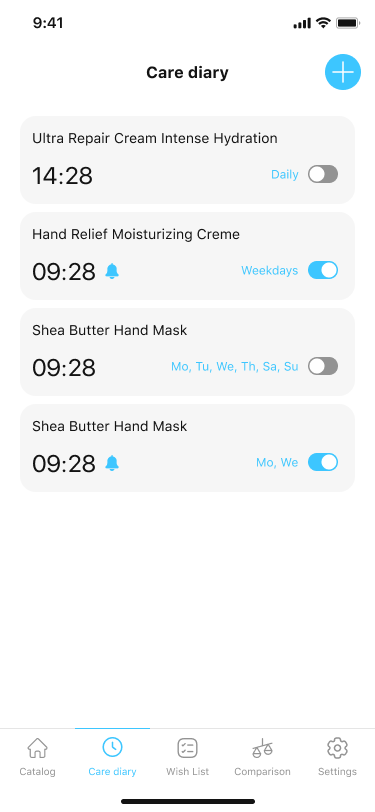 9:41
Care diary
Ultra Repair Cream Intense Hydration
14:28 Daily
Hand Relief Moisturizing Creme
09:28 Weekdays
Shea Butter Hand Mask
09:28 Mo, Tu, We, Th, Sa, Su
Shea Butter Hand Mask
09:28 Mo, We
Catalog Care diary Wish List Comparison Settings